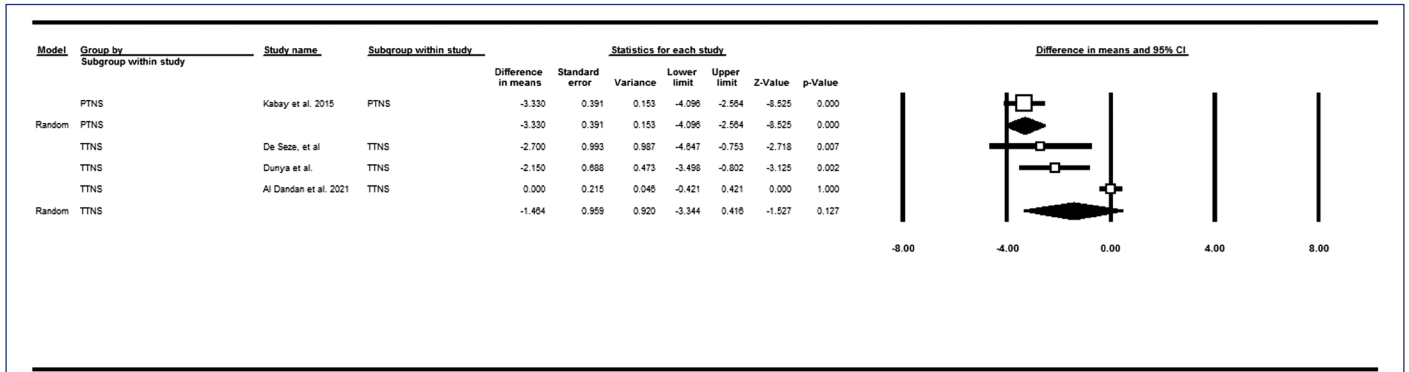 Model Group by Study name Subgroup within study Statistics for each study Difference in means and 95% CI
Subgroup within study
Difference Standard Lower Upper
in means error Variance limit limit Z-Value p-Value
PTNS Kabay et al. 2015 PTNS -3.330 0.391 0.153 -4.096 -2.564 -8.525 0.000
Random PTNS -3.330 0.391 0.153 -4.096 -2.564 -8.525 0.000
TTNS De Seze, et al TTNS -2.700 0.993 0.987 -4.647 -0.753 -2.718 0.007
TTNS Dunya et al. TTNS -2.150 0.688 0.473 -3.498 -0.802 -3.125 0.002
TTNS Al Dandan et al. 2021 TTNS 0.000 0.215 0.046 -0.421 0.421 0.000 1.000
Random TTNS -1.464 0.959 0.920 -3.344 0.416 -1.527 0.127
-8.00 -4.00 0.00 4.00 8.00